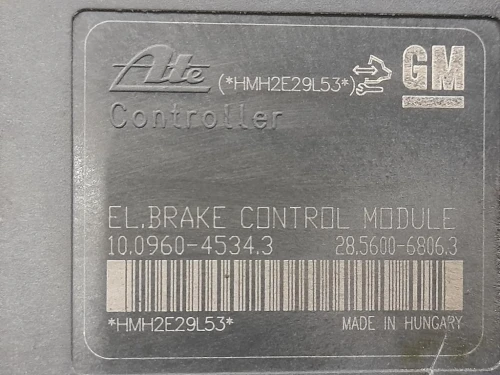 Ate (*HMH2E29L53*) GM
Controller
EL.BRAKE CONTROL MODULE
10.0960-4534.3 28.5600-6806.3
*HMH2E29L53* MADE IN HUNGARY